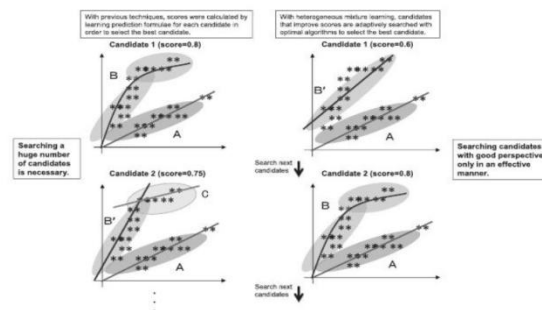 With previous techniques, scores were calculated by
learning prediction formulae for each candidate in
order to select the best candidate.
With heterogeneous mixture learning, candidates
that improve scores are adaptively searched with
optimal algorithms to select the best candidate.
Candidate 1 (score=0.8)
Candidate 1 (score=0.6)
B
A
B'
A
Searching a
huge number
of candidates
is necessary.
Searching candidates
with good perspective
only in an effective
manner.
Search next
candidates
Candidate 2 (score=0.75)
Candidate 2 (score=0.8)
B'
C
A
B
A
Search next
candidates